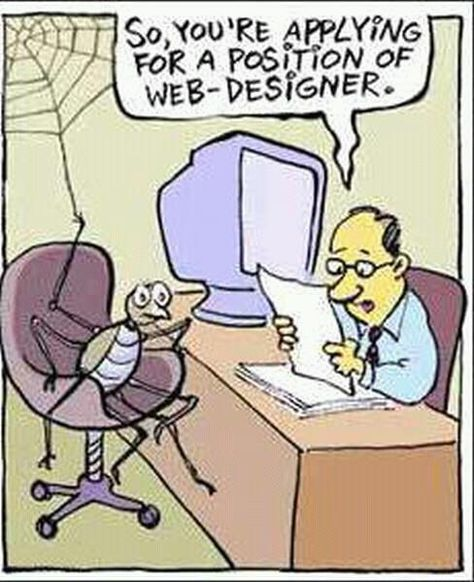 SO, YOU'RE APPLYING
FOR A POSITION OF
WEB-DESIGNER.